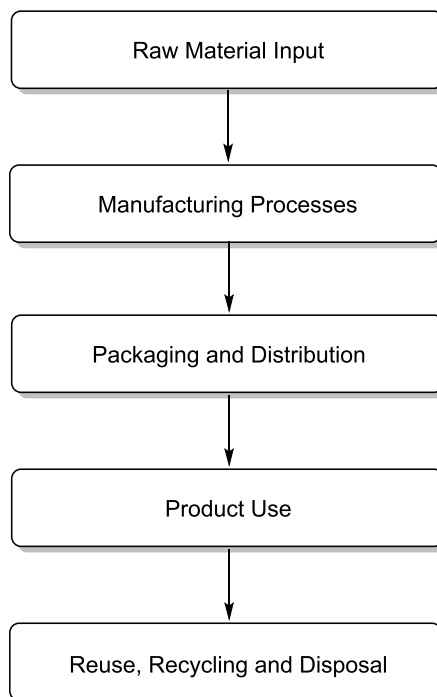 Raw Material Input
Manufacturing Processes
Packaging and Distribution
Product Use
Reuse, Recycling and Disposal